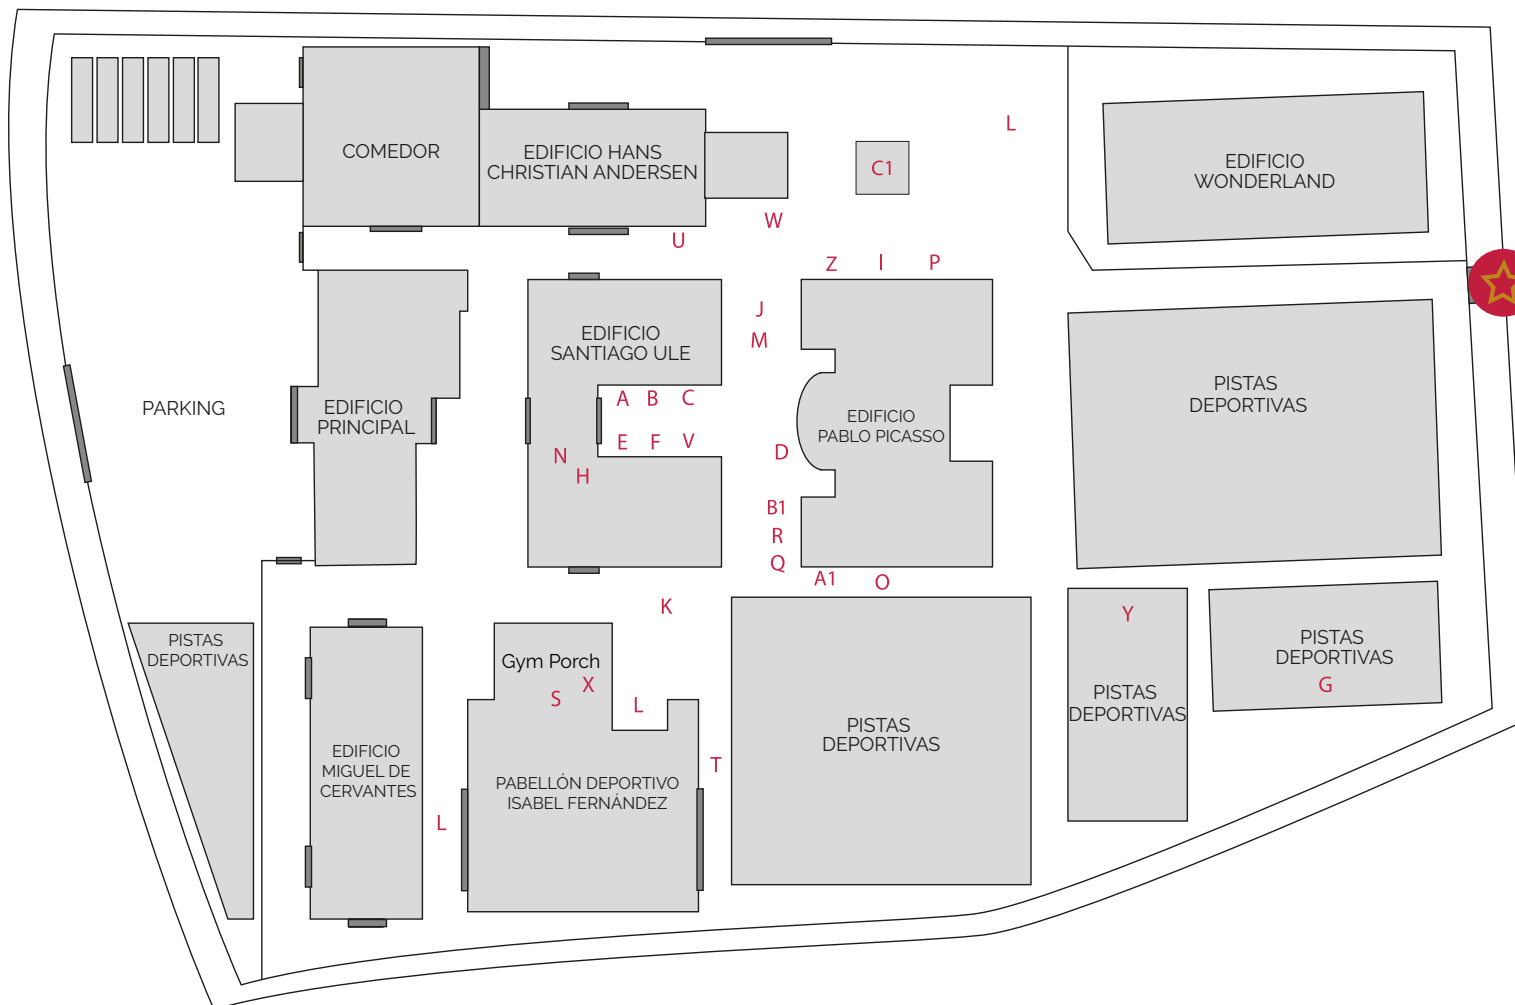 L
COMEDOR
EDIFICIO HANS
CHRISTIAN ANDERSEN
C1
EDIFICIO
WONDERLAND
W
U
Z I P
J
M
EDIFICIO
SANTIAGO ULE
PARKING
EDIFICIO
PRINCIPAL
A B C
E F V
N
H
EDIFICIO
PABLO PICASSO
D
PISTAS
DEPORTIVAS
B1
R
Q
A1 O
K
Y
PISTAS
DEPORTIVAS
Gym Porch
X
S
L
PISTAS
DEPORTIVAS
G
PISTAS
DEPORTIVAS
PISTAS
DEPORTIVAS
EDIFICIO
MIGUEL DE
CERVANTES
T
PABELLÓN DEPORTIVO
ISABEL FERNÁNDEZ
L